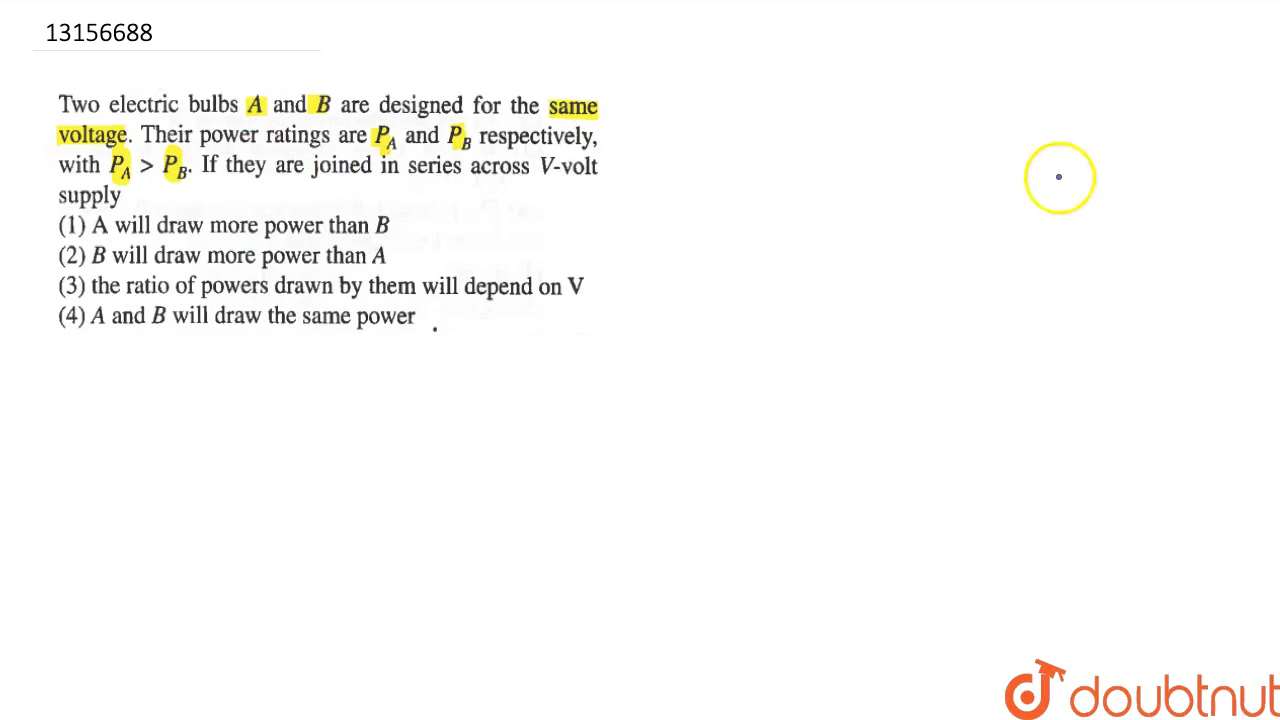 13156688
Two electric bulbs A and B are designed for the same
voltage. Their power ratings are P_A and P_B respectively,
with P_A > P_B. If they are joined in series across V-volt
supply
(1) A will draw more power than B
(2) B will draw more power than A
(3) the ratio of powers drawn by them will depend on V
(4) A and B will draw the same power
doubtnut